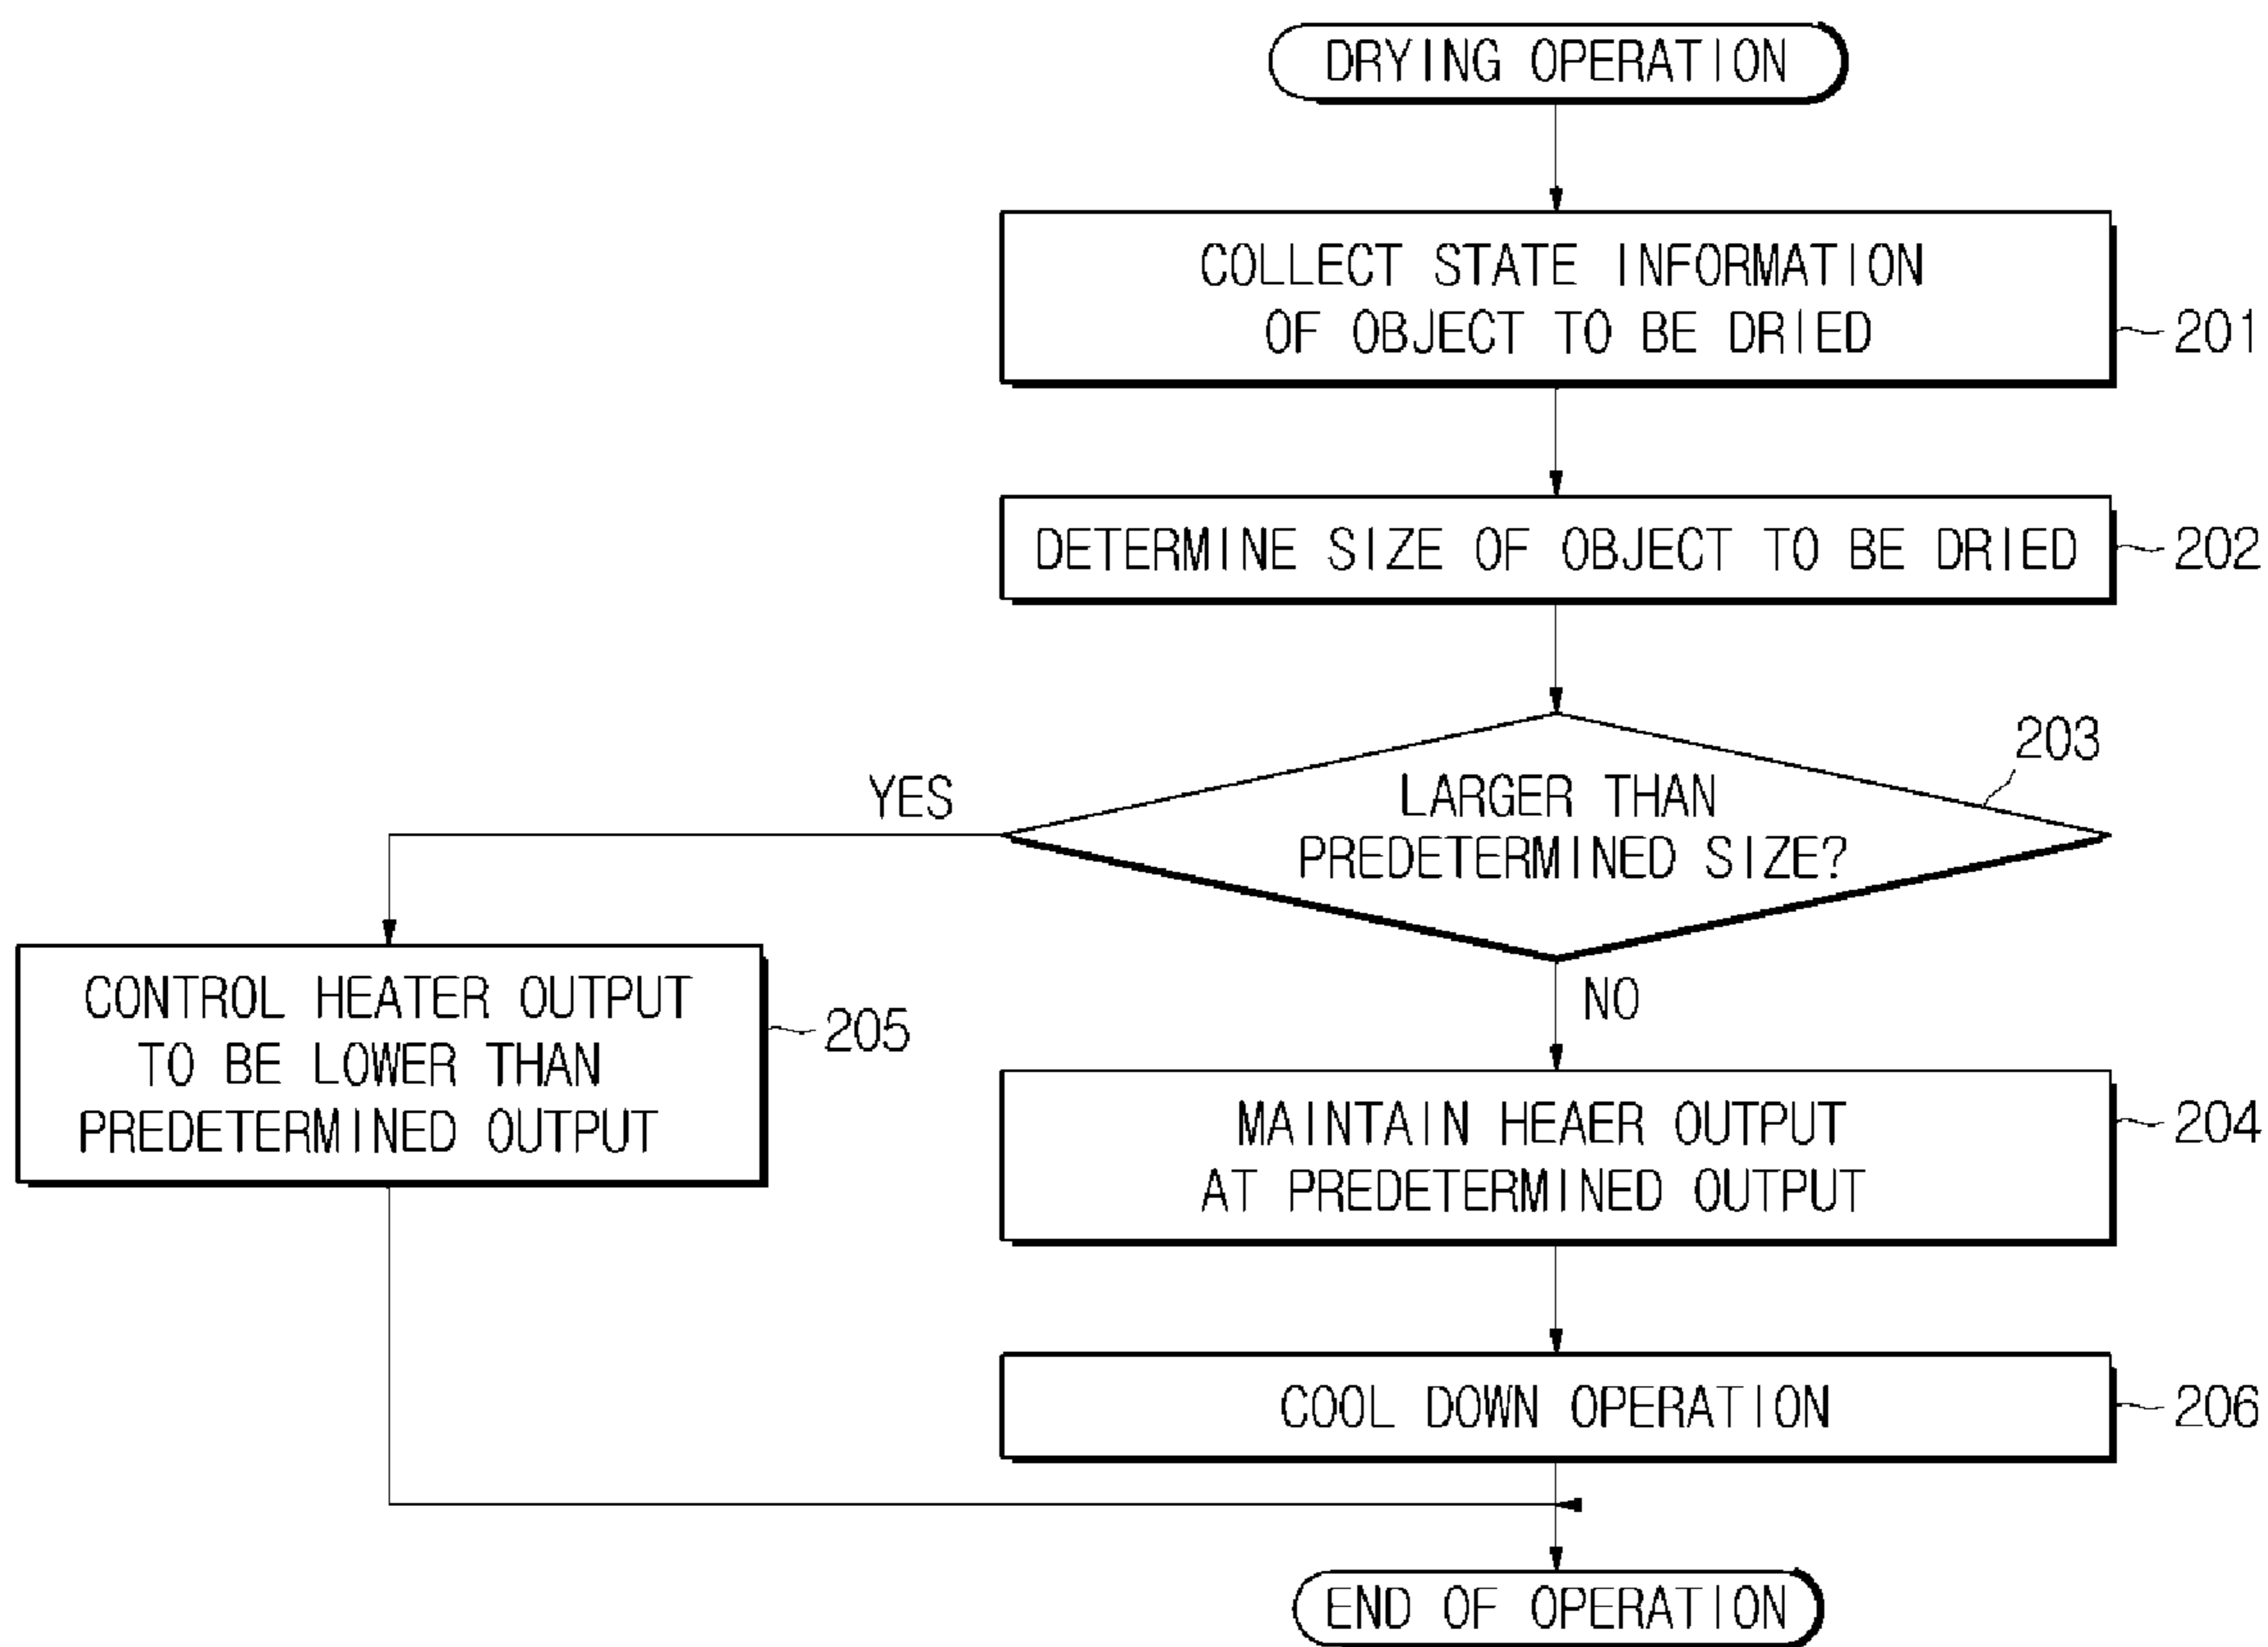 DRYING OPERATION
COLLECT STATE INFORMATION
OF OBJECT TO BE DRIED
201
DETERMINE SIZE OF OBJECT TO BE DRIED
202
203
YES
LARGER THAN
PREDETERMINED SIZE?
NO
CONTROL HEATER OUTPUT
TO BE LOWER THAN
PREDETERMINED OUTPUT
205
MAINTAIN HEAER OUTPUT
AT PREDETERMINED OUTPUT
204
COOL DOWN OPERATION
206
END OF OPERATION